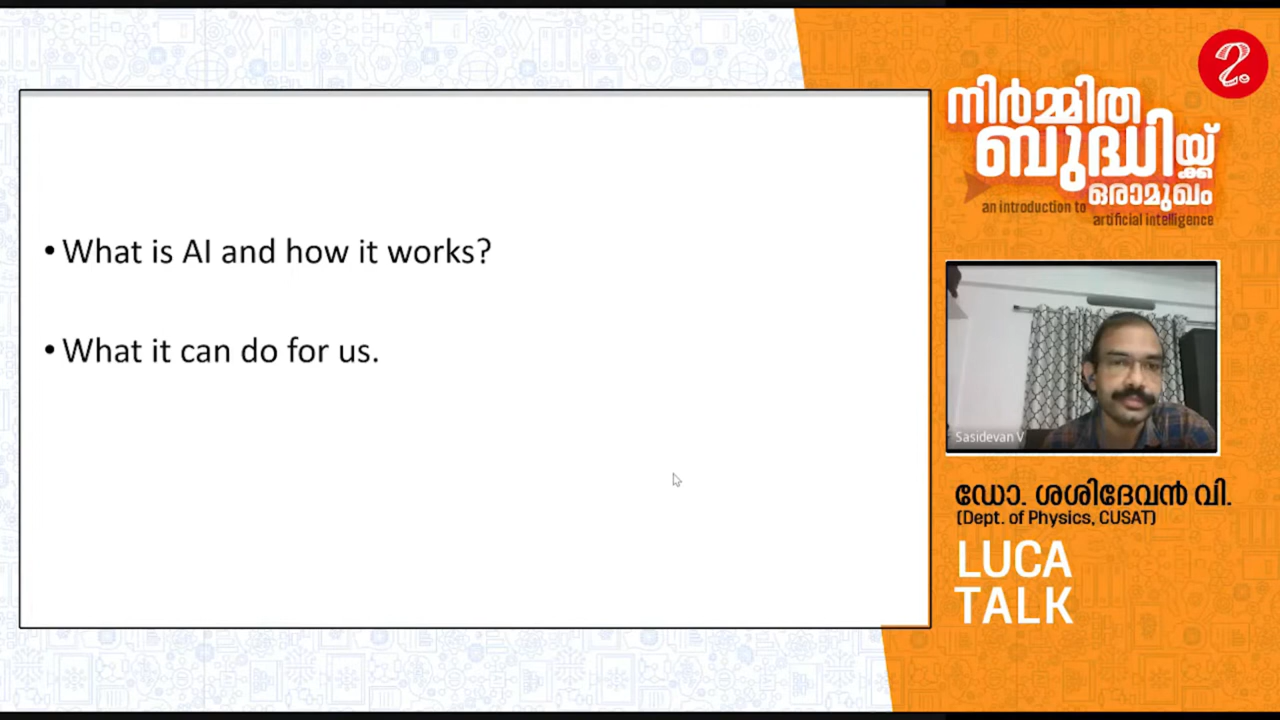 • What is AI and how it works?
• What it can do for us.
നിർമ്മിത
ബുദ്ധിയ്ക്ക്
ഒരാമുഖം
an introduction to
artificial intelligence
Sasidevan V
ഡോ. ശശിദേവൻ വി.
(Dept. of Physics, CUSAT)
LUCA
TALK